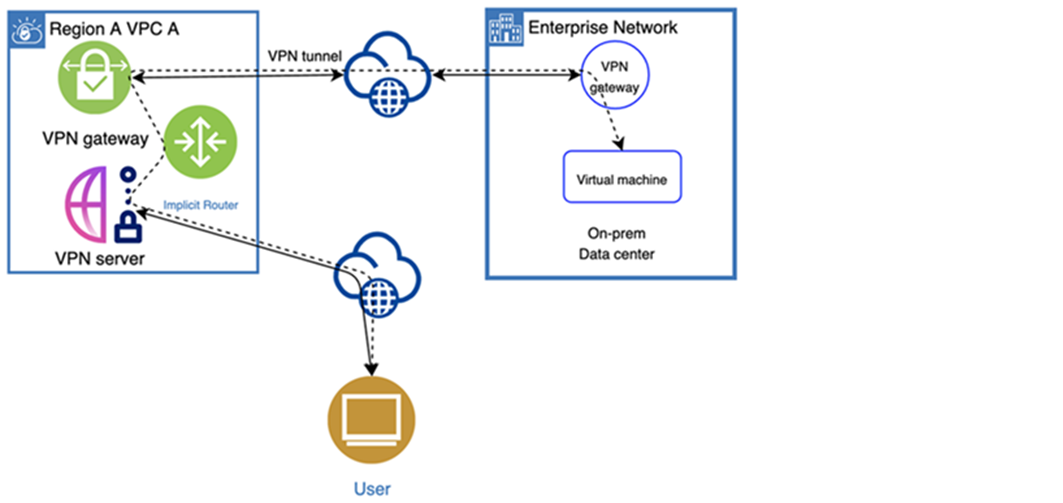 Region A VPC A
VPN gateway
Implicit Router
VPN server
VPN tunnel
Enterprise Network
VPN
gateway
Virtual machine
On-prem
Data center
User